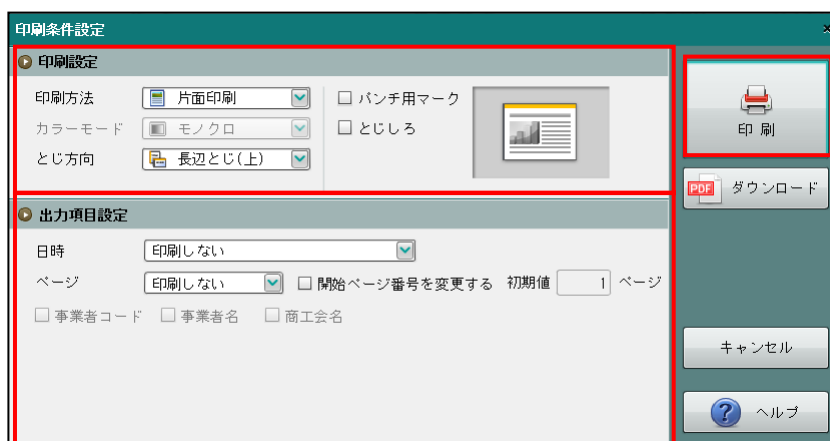 印刷条件設定
印刷設定
印刷方法 片面印刷 パンチ用マーク
カラーモード モノクロ とじしろ
とじ方向 長辺とじ(上)
出力項目設定
日時 印刷しない
ページ 印刷しない 開始ページ番号を変更する 初期値 1 ページ
事業者コード 事業者名 商工会名
印刷
PDF ダウンロード
キャンセル
? ヘルプ